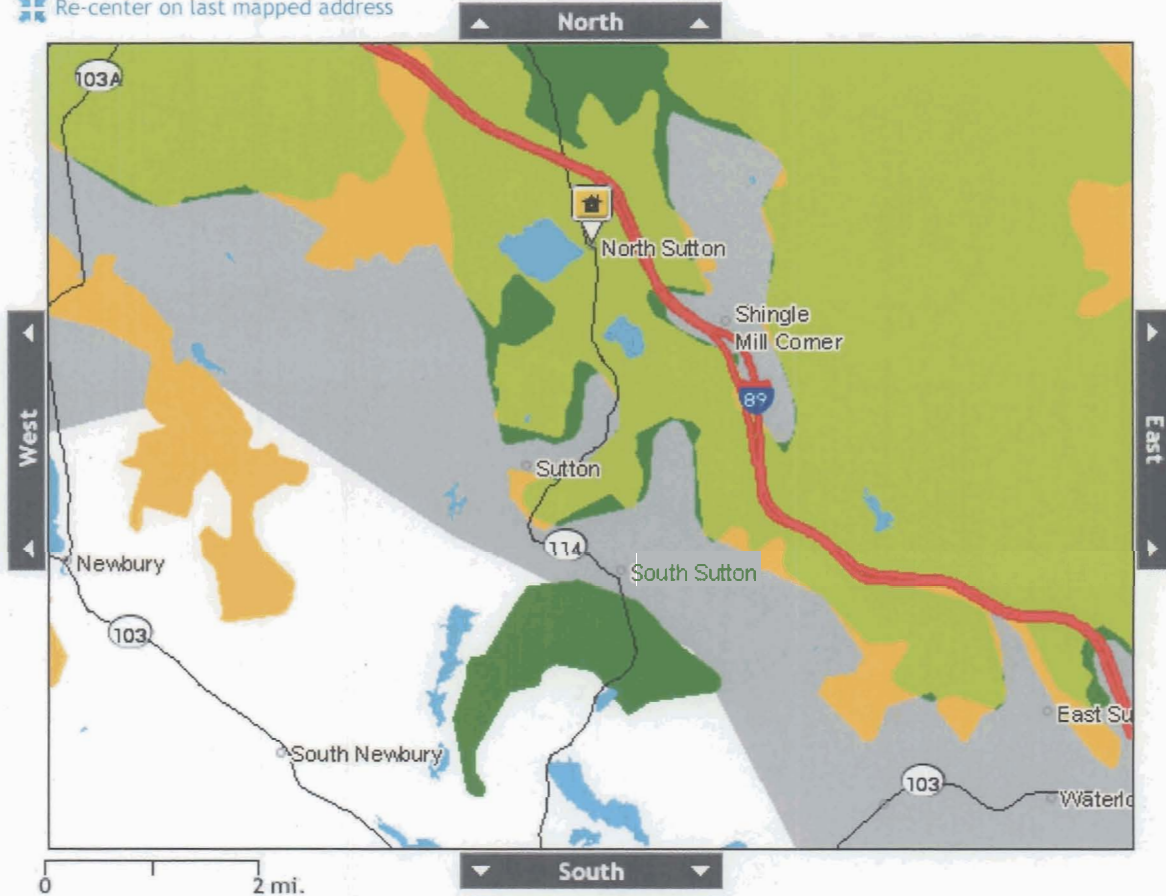 Re-center on last mapped address
North
103A
North Sutton
Shingle
Mill Corner
89
West
East
Sutton
114
Newbury
South Sutton
103
East Su
South Newbury
103
Waterlo
0
2 mi.
South